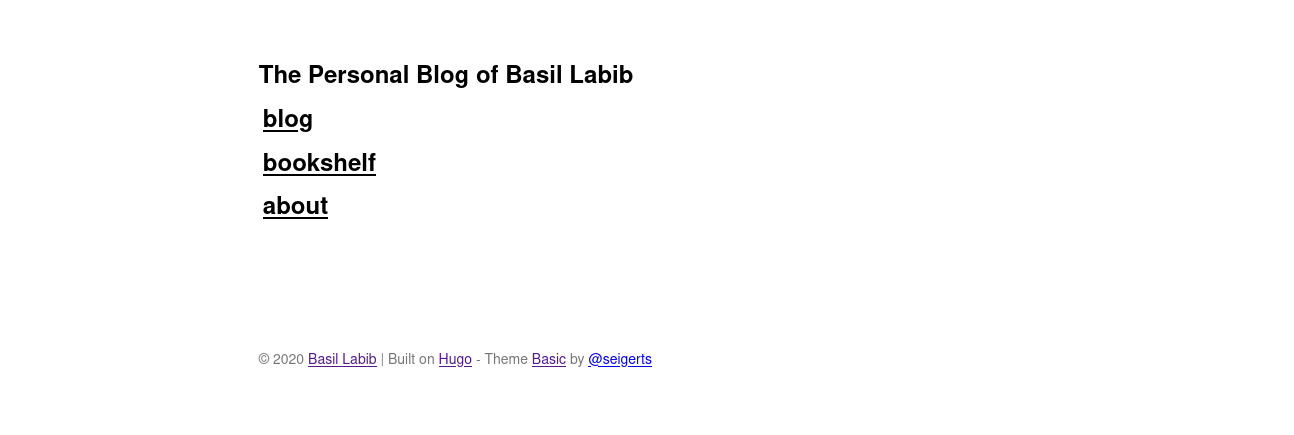 The Personal Blog of Basil Labib
blog
bookshelf
about
© 2020 Basil Labib | Built on Hugo - Theme Basic by @seigerts